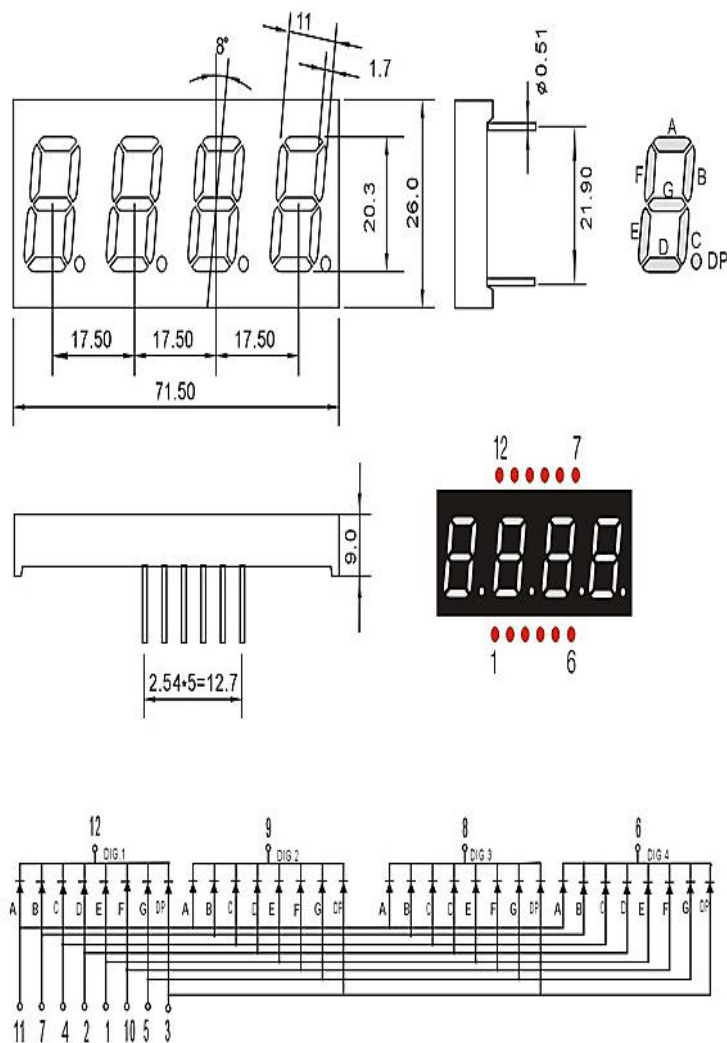 11
8°
1.7
ø0.51
20.3
26.0
21.90
A
F B
G
E D C
DP
17.50 17.50 17.50
71.50
12 7
9.0
1 6
2.54*5=12.7
12 9 8 6
DIG.1 DIG.2 DIG.3 DIG.4
A B C D E F G DP A B C D E F G DP A B C D E F G DP A B C D E F G DP
11 7 4 2 1 10 5 3